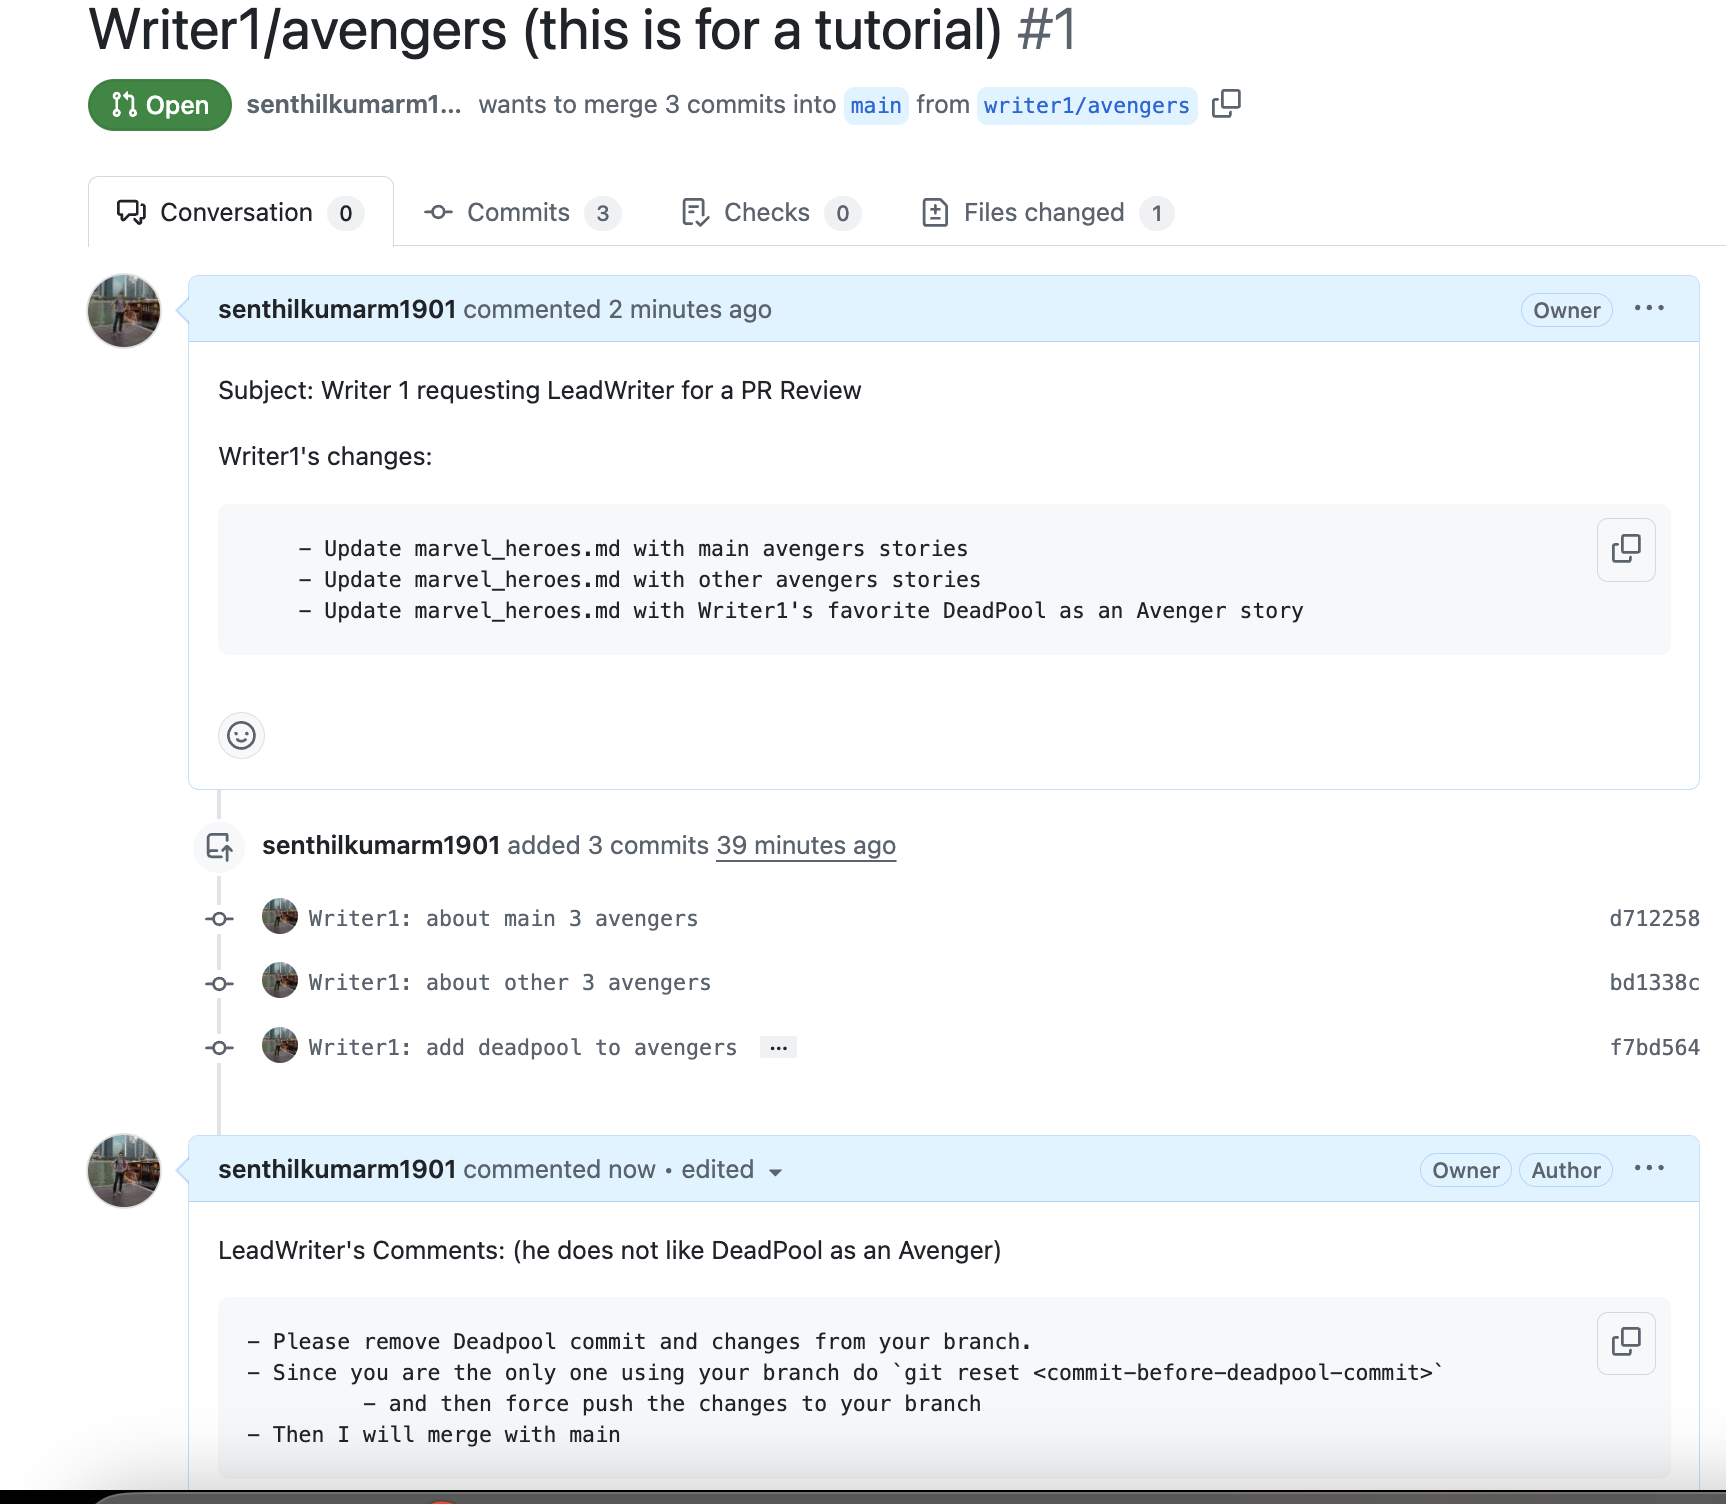 Writer1/avengers (this is for a tutorial) #1
Open senthilkumarm1... wants to merge 3 commits into main from writer1/avengers
Conversation 0 Commits 3 Checks 0 Files changed 1
senthilkumarm1901 commented 2 minutes ago Owner
Subject: Writer 1 requesting LeadWriter for a PR Review
Writer1's changes:
- Update marvel_heroes.md with main avengers stories
- Update marvel_heroes.md with other avengers stories
- Update marvel_heroes.md with Writer1's favorite DeadPool as an Avenger story
senthilkumarm1901 added 3 commits 39 minutes ago
Writer1: about main 3 avengers d712258
Writer1: about other 3 avengers bd1338c
Writer1: add deadpool to avengers ... f7bd564
senthilkumarm1901 commented now • edited Owner Author
LeadWriter's Comments: (he does not like DeadPool as an Avenger)
- Please remove Deadpool commit and changes from your branch.
- Since you are the only one using your branch do `git reset <commit-before-deadpool-commit>`
- and then force push the changes to your branch
- Then I will merge with main